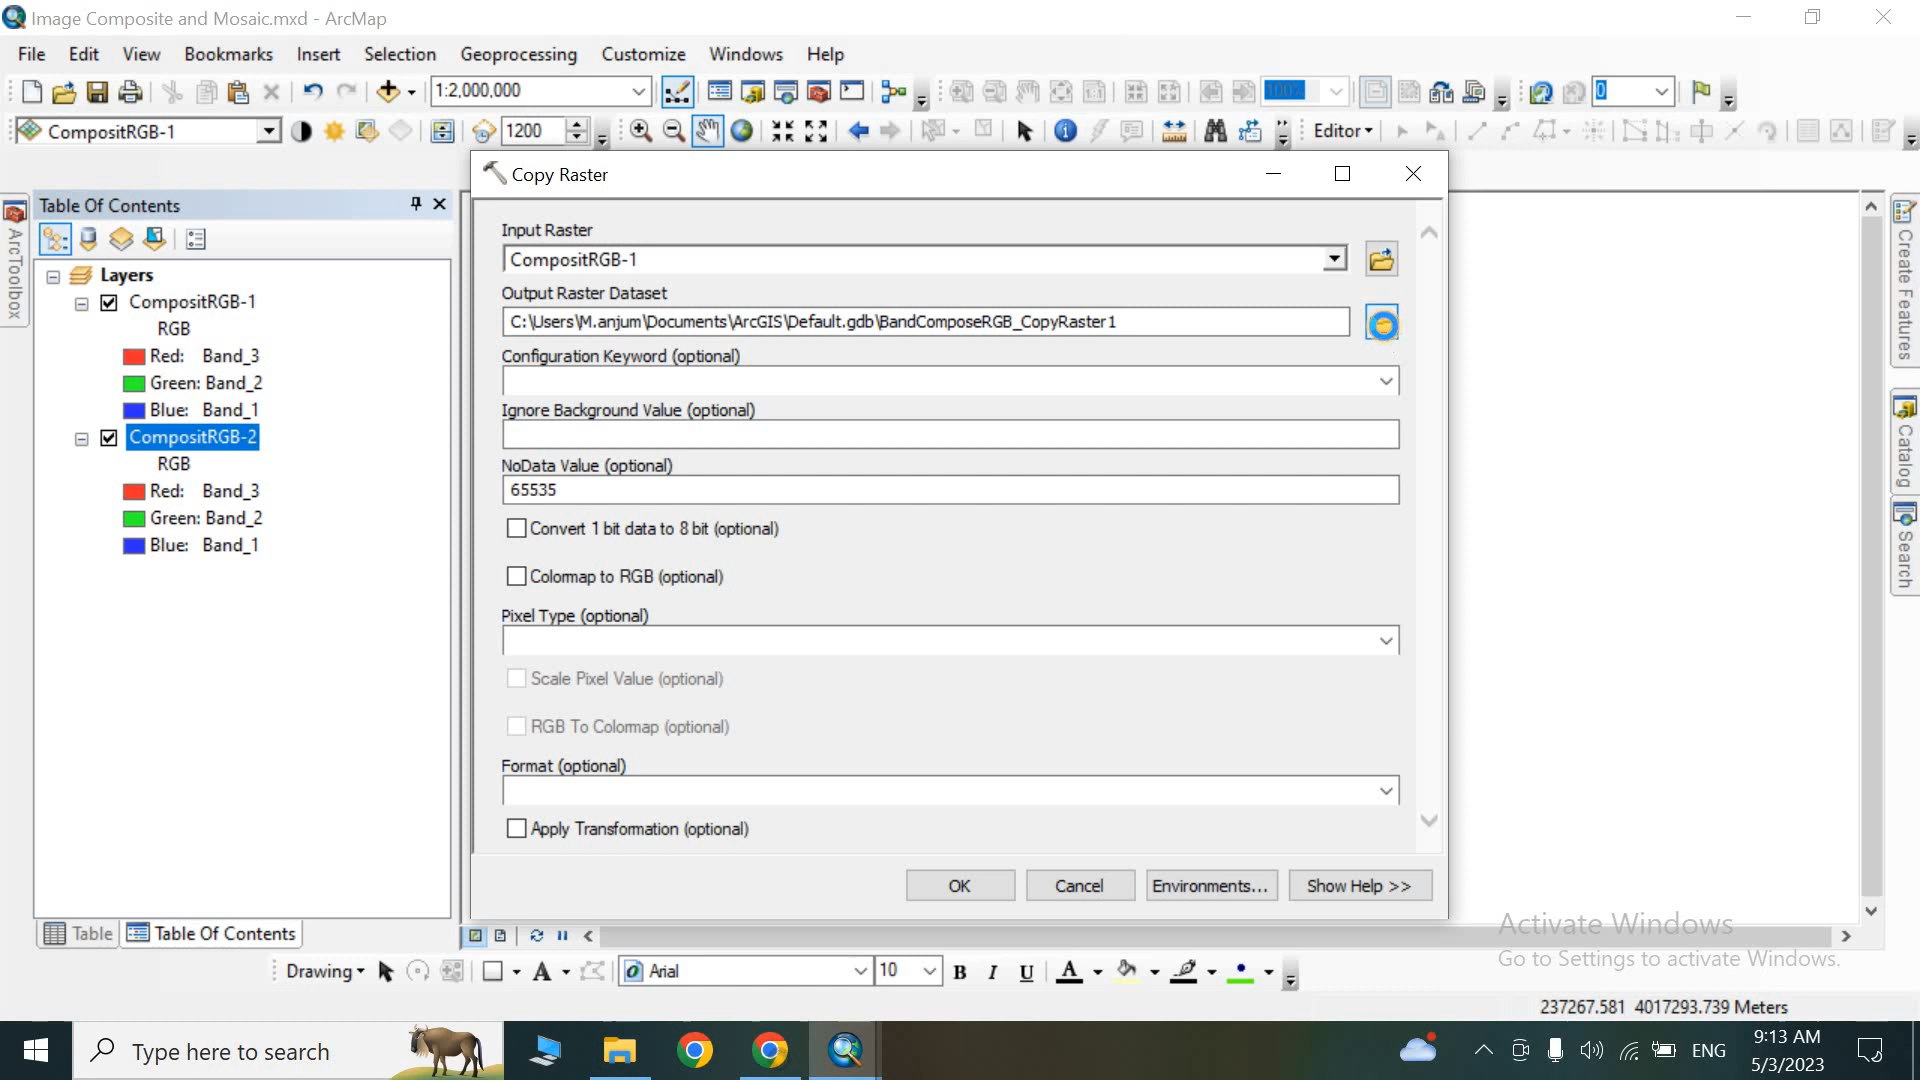 Image Composite and Mosaic.mxd - ArcMap
File Edit View Bookmarks Insert Selection Geoprocessing Customize Windows Help
1:2,000,000 100% 0
CompositRGB-1 1200 Editor
Copy Raster
Table Of Contents
ArcToolbox
Layers
CompositRGB-1
RGB
Red: Band_3
Green: Band_2
Blue: Band_1
CompositRGB-2
RGB
Red: Band_3
Green: Band_2
Blue: Band_1
Input Raster
CompositRGB-1
Output Raster Dataset
C:\Users\M.anjum\Documents\ArcGIS\Default.gdb\BandComposeRGB_CopyRaster1
Configuration Keyword (optional)
Ignore Background Value (optional)
NoData Value (optional)
65535
Convert 1 bit data to 8 bit (optional)
Colormap to RGB (optional)
Pixel Type (optional)
Scale Pixel Value (optional)
RGB To Colormap (optional)
Format (optional)
Apply Transformation (optional)
OK Cancel Environments... Show Help >>
Create Features
Catalog
Search
Activate Windows
Go to Settings to activate Windows.
Table Table Of Contents
Drawing A Arial 10 B I U A
237267.581 4017293.739 Meters
Type here to search
ENG
9:13 AM
5/3/2023